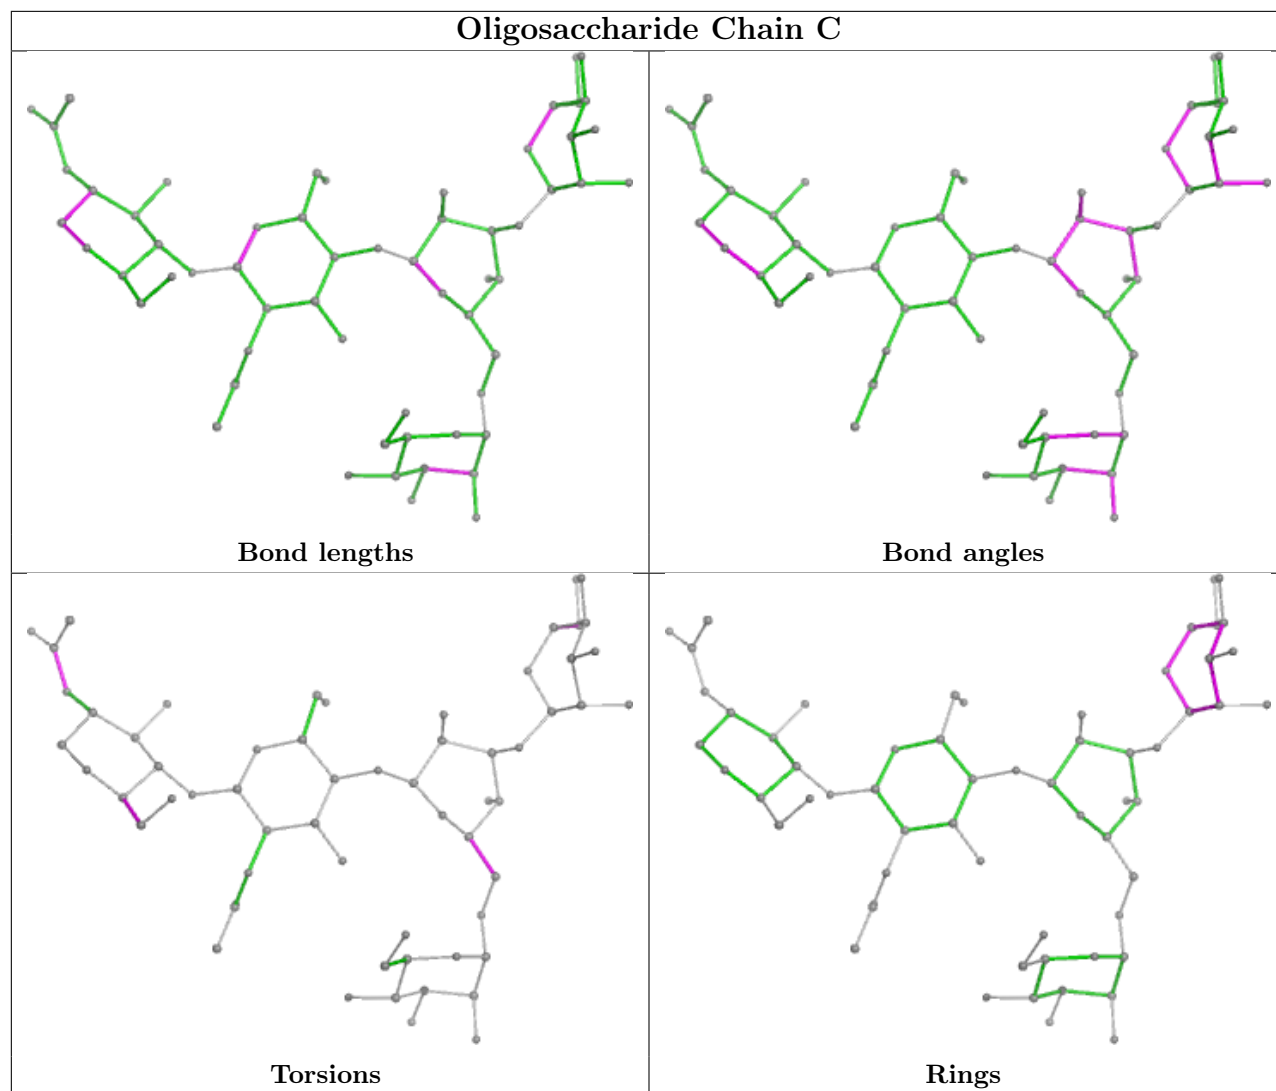 Oligosaccharide Chain C
Bond lengths
Bond angles
Torsions
Rings